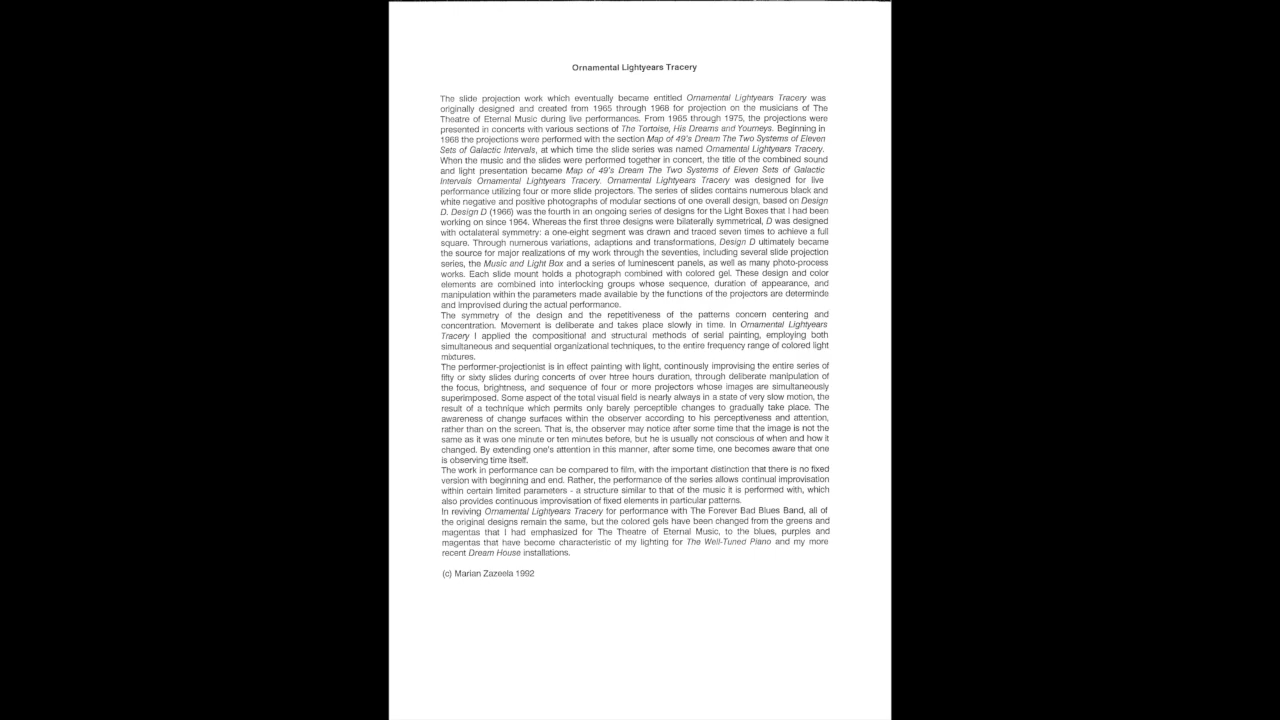 Ornamental Lightyears Tracery
The slide projection work which eventually became entitled Ornamental Lightyears Tracery was
originally designed and created from 1965 through 1968 for projection on the musicians of The
Theatre of Eternal Music during live performances. From 1965 through 1975, the projections were
presented in concerts with various sections of The Tortoise, His Dreams and Yourneys. Beginning in
1968 the projections were performed with the section Map of 49's Dream The Two Systems of Eleven
Sets of Galactic Intervals, at which time the slide series was named Ornamental Lightyears Tracery.
When the music and the slides were performed together in concert, the title of the combined sound
and light presentation became Map of 49's Dream The Two Systems of Eleven Sets of Galactic
Intervals Ornamental Lightyears Tracery. Ornamental Lightyears Tracery was designed for live
performance utilizing four or more slide projectors. The series of slides contains numerous black and
white negative and positive photographs of modular sections of one overall design, based on Design
D. Design D (1966) was the fourth in an ongoing series of designs for the Light Boxes that I had been
working on since 1964. Whereas the first three designs were bilaterally symmetrical, D was designed
with octalateral symmetry: a one-eight segment was drawn and traced seven times to achieve a full
square. Through numerous variations, adaptions and transformations, Design D ultimately became
the source for major realizations of my work through the seventies, including several slide projection
series, the Music and Light Box and a series of luminescent panels, as well as many photo-process
works. Each slide mount holds a photograph combined with colored gel. These design and color
elements are combined into interlocking groups whose sequence, duration of appearance, and
manipulation within the parameters made available by the functions of the projectors are determinde
and improvised during the actual performance.
The symmetry of the design and the repetitiveness of the patterns concern centering and
concentration. Movement is deliberate and takes place slowly in time. In Ornamental Lightyears
Tracery I applied the compositional and structural methods of serial painting, employing both
simultaneous and sequential organizational techniques, to the entire frequency range of colored light
mixtures.
The performer-projectionist is in effect painting with light, continously improvising the entire series of
fifty or sixty slides during concerts of over htree hours duration, through deliberate manipulation of
the focus, brightness, and sequence of four or more projectors whose images are simultaneously
superimposed. Some aspect of the total visual field is nearly always in a state of very slow motion, the
result of a technique which permits only barely perceptible changes to gradually take place. The
awareness of change surfaces within the observer according to his perceptiveness and attention,
rather than on the screen. That is, the observer may notice after some time that the image is not the
same as it was one minute or ten minutes before, but he is usually not conscious of when and how it
changed. By extending one's attention in this manner, after some time, one becomes aware that one
is observing time itself.
The work in performance can be compared to film, with the important distinction that there is no fixed
version with beginning and end. Rather, the performance of the series allows continual improvisation
within certain limited parameters - a structure similar to that of the music it is performed with, which
also provides continuous improvisation of fixed elements in particular patterns.
In reviving Ornamental Lightyears Tracery for performance with The Forever Bad Blues Band, all of
the original designs remain the same, but the colored gels have been changed from the greens and
magentas that I had emphasized for The Theatre of Eternal Music, to the blues, purples and
magentas that have become characteristic of my lighting for The Well-Tuned Piano and my more
recent Dream House installations.
(c) Marian Zazeela 1992